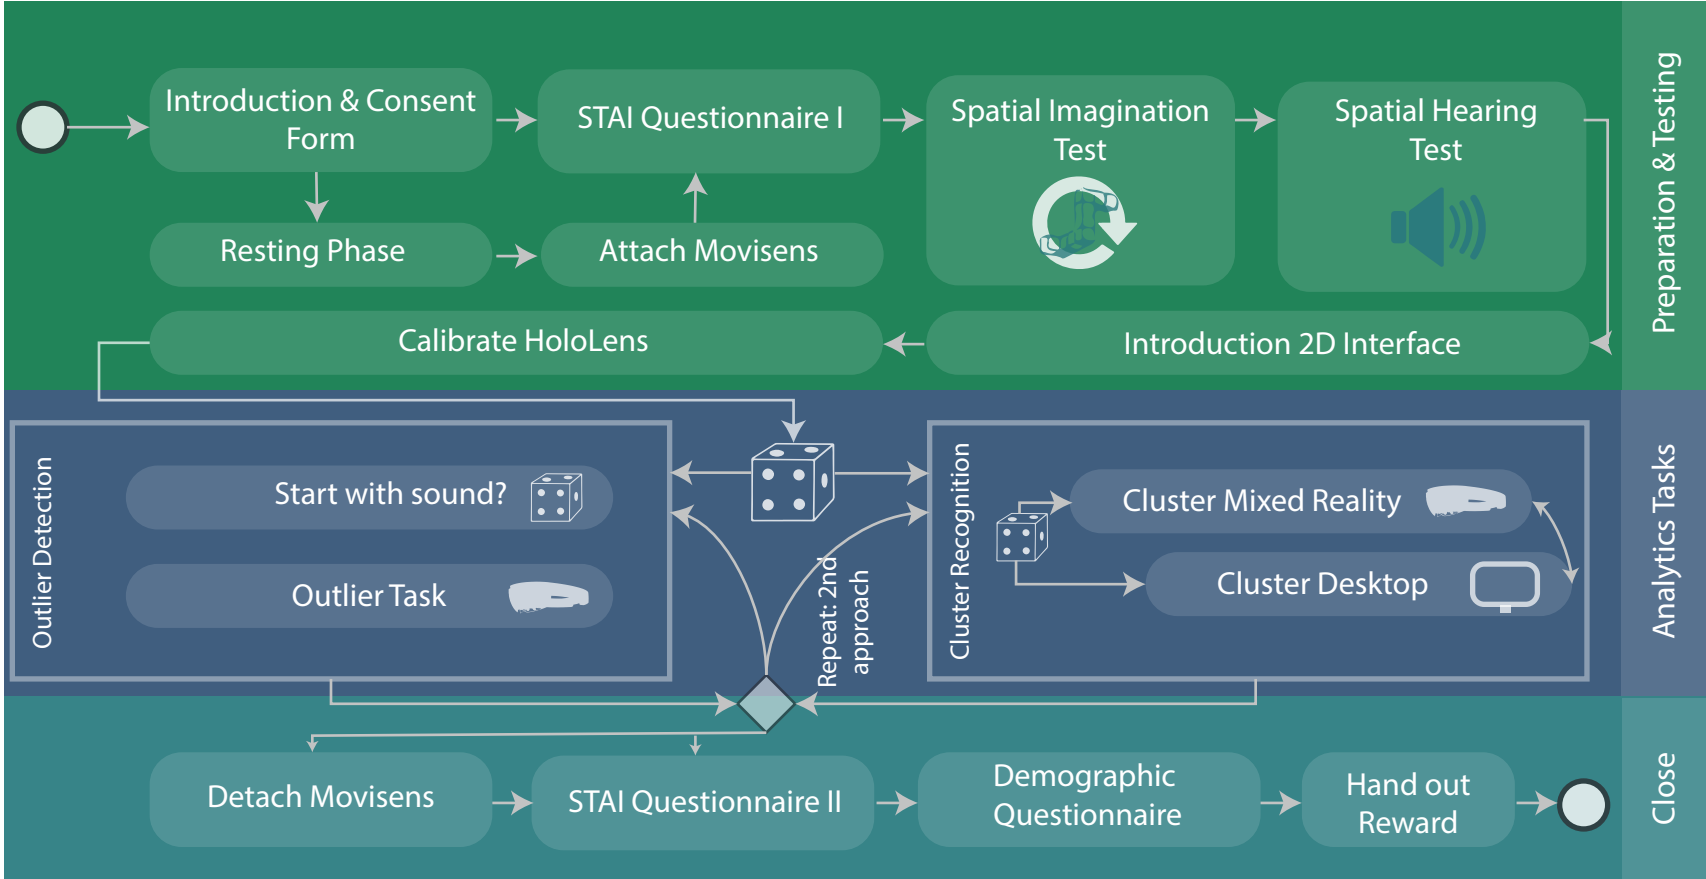 Introduction & Consent
Form
STAI Questionnaire I
Spatial Imagination
Test
Spatial Hearing
Test
Resting Phase
Attach Movisens
Calibrate HoloLens
Introduction 2D Interface
Preparation & Testing
Outlier Detection
Start with sound?
Outlier Task
Repeat: 2nd
approach
Cluster Recognition
Cluster Mixed Reality
Cluster Desktop
Analytics Tasks
Detach Movisens
STAI Questionnaire II
Demographic
Questionnaire
Hand out
Reward
Close